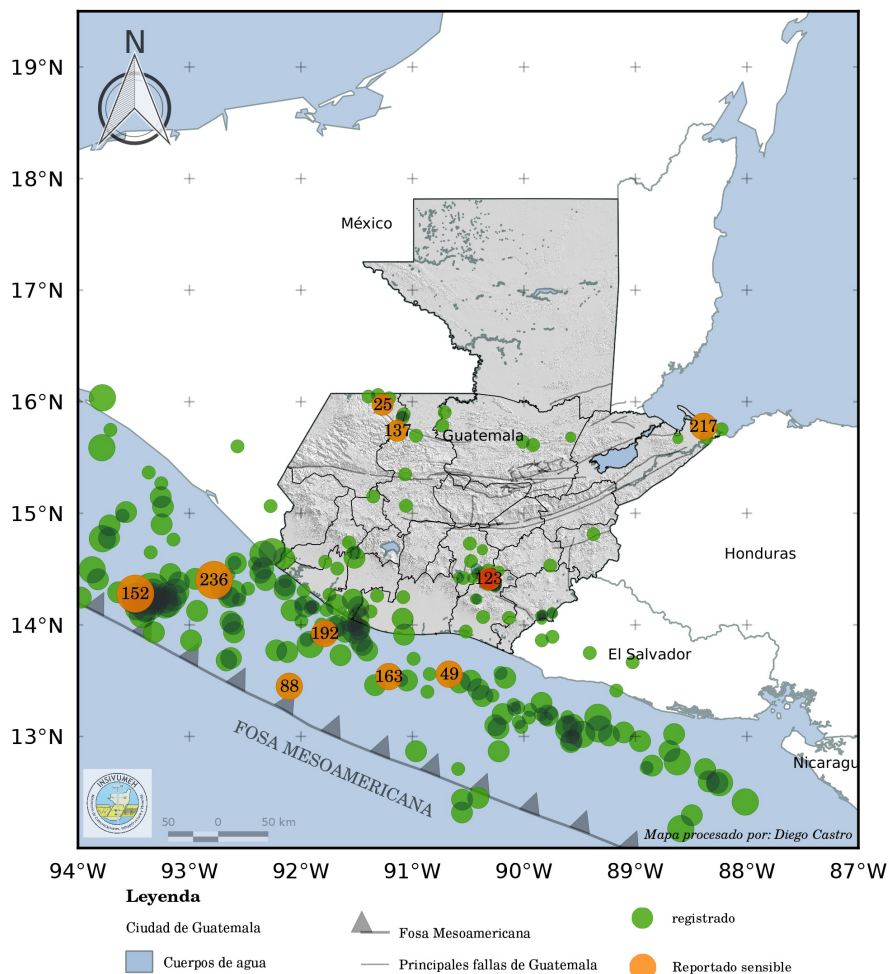 N
19°N
18°N
México
17°N
16°N
25
137
Guatemala
217
15°N
Honduras
236
152
123
14°N
192
El Salvador
163
49
88
13°N
FOSA MESOAMERICANA
Nicaragu
INSIVUMEH
50 0 50 km
Mapa procesado por: Diego Castro
94°W 93°W 92°W 91°W 90°W 89°W 88°W 87°W
Leyenda
Ciudad de Guatemala
Fosa Mesoamericana
registrado
Cuerpos de agua
Principales fallas de Guatemala
Reportado sensible